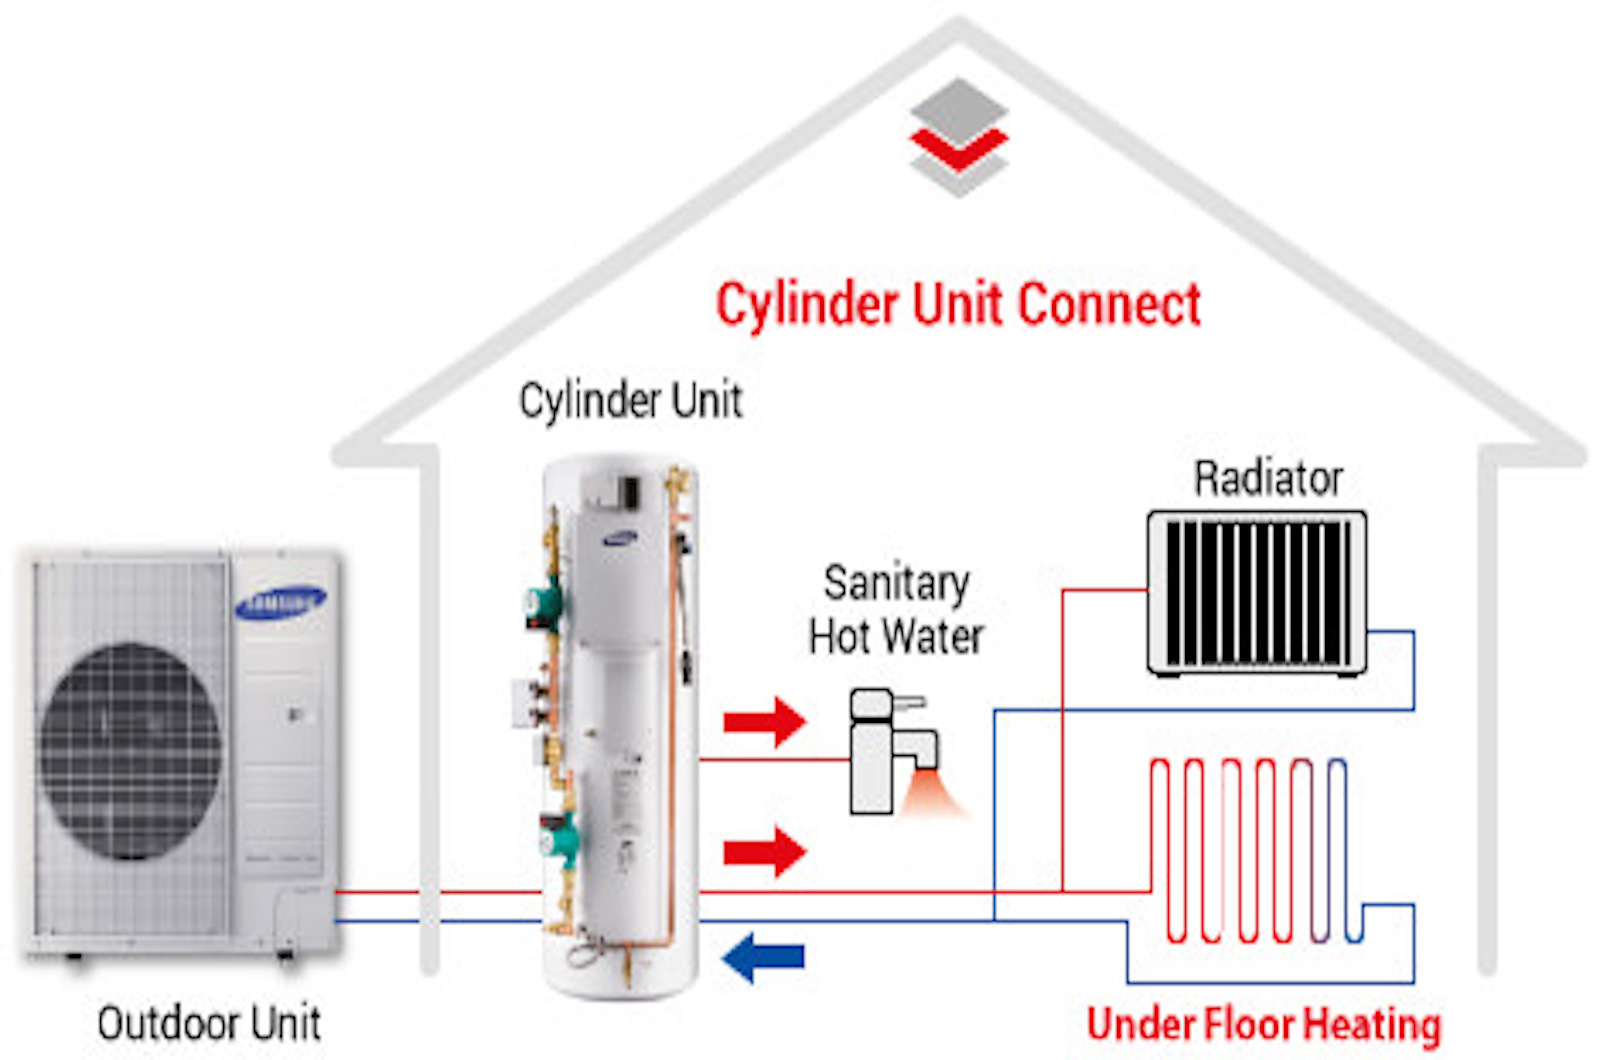 Cylinder Unit Connect
Cylinder Unit
Radiator
Sanitary
Hot Water
SAMSUNG
Outdoor Unit
Under Floor Heating